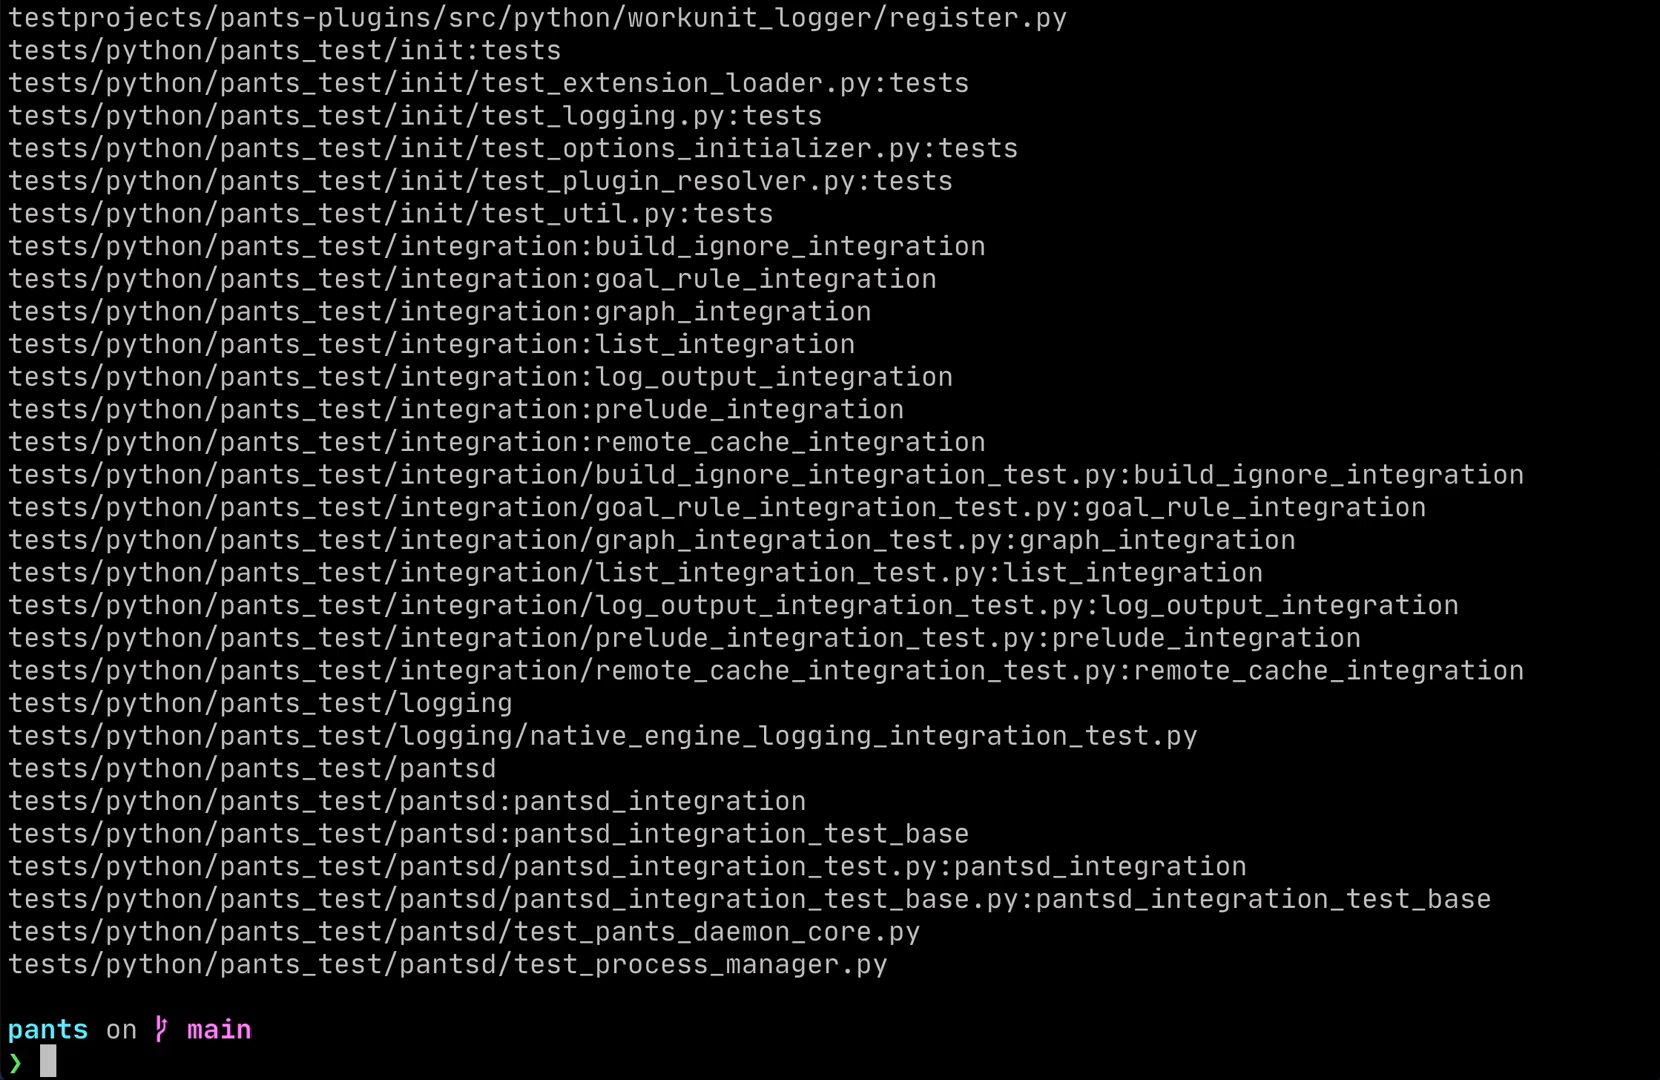 testprojects/pants-plugins/src/python/workunit_logger/register.py
tests/python/pants_test/init:tests
tests/python/pants_test/init/test_extension_loader.py:tests
tests/python/pants_test/init/test_logging.py:tests
tests/python/pants_test/init/test_options_initializer.py:tests
tests/python/pants_test/init/test_plugin_resolver.py:tests
tests/python/pants_test/init/test_util.py:tests
tests/python/pants_test/integration:build_ignore_integration
tests/python/pants_test/integration:goal_rule_integration
tests/python/pants_test/integration:graph_integration
tests/python/pants_test/integration:list_integration
tests/python/pants_test/integration:log_output_integration
tests/python/pants_test/integration:prelude_integration
tests/python/pants_test/integration:remote_cache_integration
tests/python/pants_test/integration/build_ignore_integration_test.py:build_ignore_integration
tests/python/pants_test/integration/goal_rule_integration_test.py:goal_rule_integration
tests/python/pants_test/integration/graph_integration_test.py:graph_integration
tests/python/pants_test/integration/list_integration_test.py:list_integration
tests/python/pants_test/integration/log_output_integration_test.py:log_output_integration
tests/python/pants_test/integration/prelude_integration_test.py:prelude_integration
tests/python/pants_test/integration/remote_cache_integration_test.py:remote_cache_integration
tests/python/pants_test/logging
tests/python/pants_test/logging/native_engine_logging_integration_test.py
tests/python/pants_test/pantsd
tests/python/pants_test/pantsd:pantsd_integration
tests/python/pants_test/pantsd:pantsd_integration_test_base
tests/python/pants_test/pantsd/pantsd_integration_test.py:pantsd_integration
tests/python/pants_test/pantsd/pantsd_integration_test_base.py:pantsd_integration_test_base
tests/python/pants_test/pantsd/test_pants_daemon_core.py
tests/python/pants_test/pantsd/test_process_manager.py
pants on main
❯